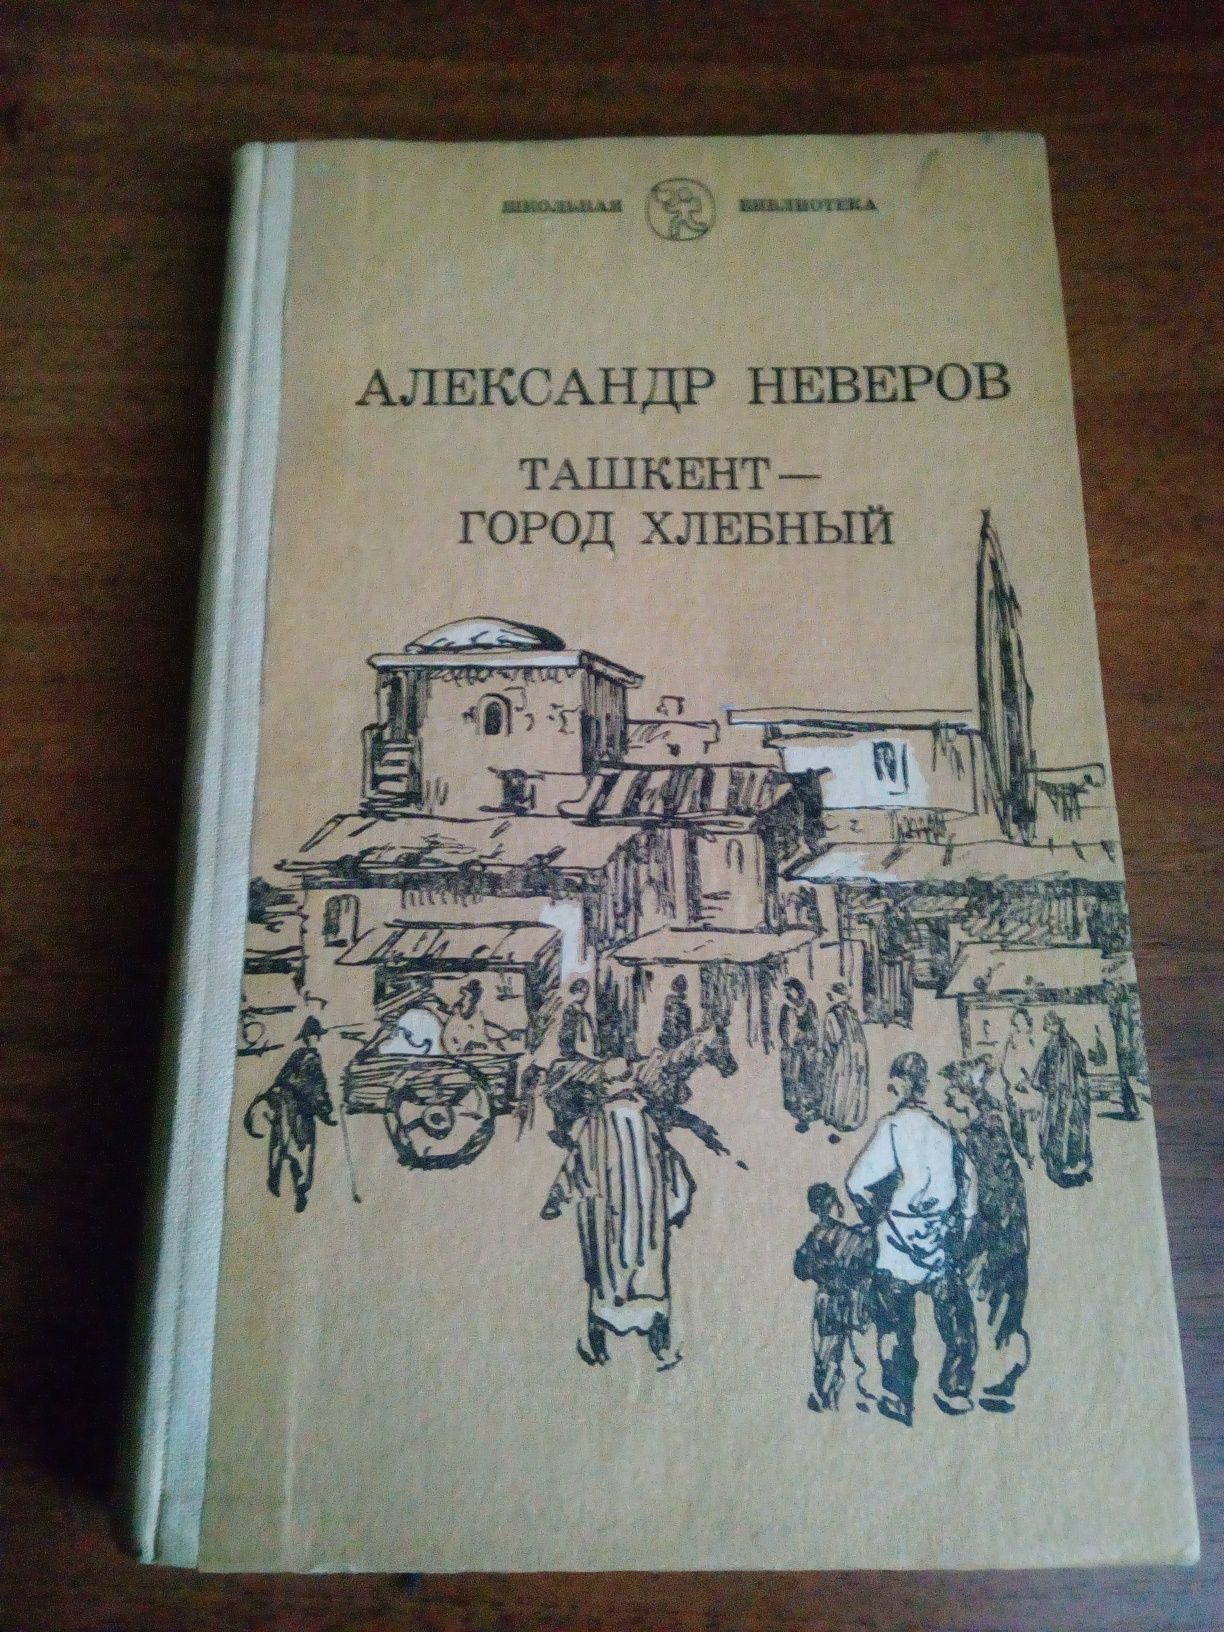 ШКОЛЬНАЯ БИБЛИОТЕКА
АЛЕКСАНДР НЕВЕРОВ
ТАШКЕНТ—
ГОРОД ХЛЕБНЫЙ